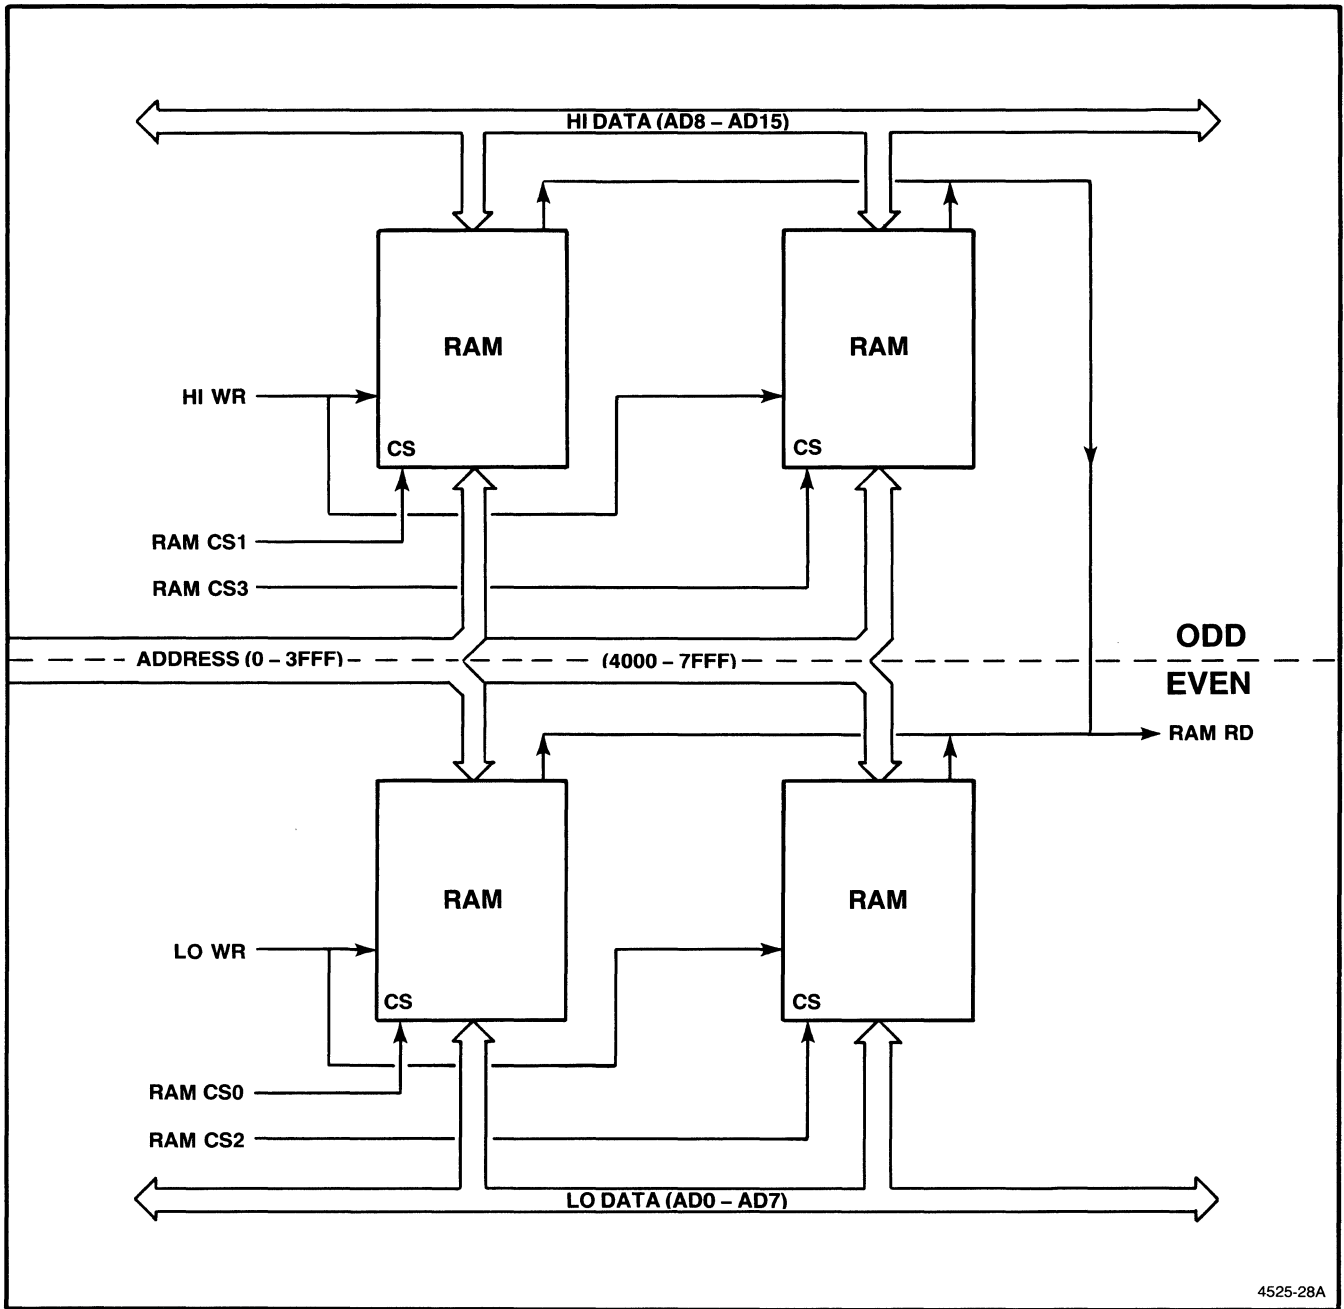 HI DATA (AD8 – AD15)
RAM
RAM
HI WR
CS
CS
RAM CS1
RAM CS3
ODD
ADDRESS (0 – 3FFF)
(4000 – 7FFF)
EVEN
RAM RD
RAM
RAM
LO WR
CS
CS
RAM CS0
RAM CS2
LO DATA (AD0 – AD7)
4525-28A